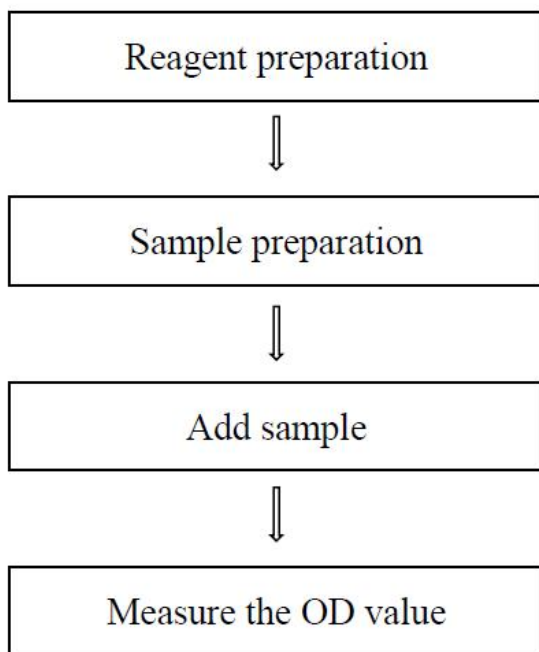 Reagent preparation
Sample preparation
Add sample
Measure the OD value